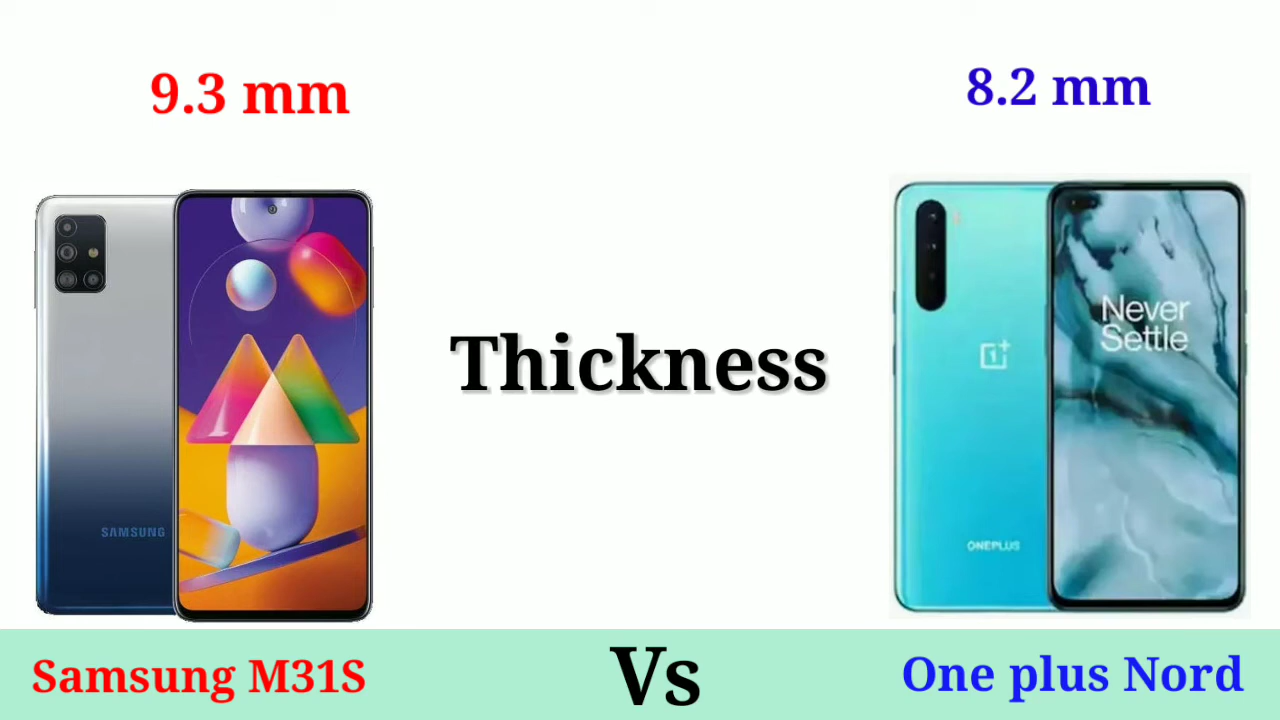 9.3 mm
8.2 mm
Never
Settle
Thickness
SAMSUNG
ONEPLUS
Samsung M31S
Vs
One plus Nord